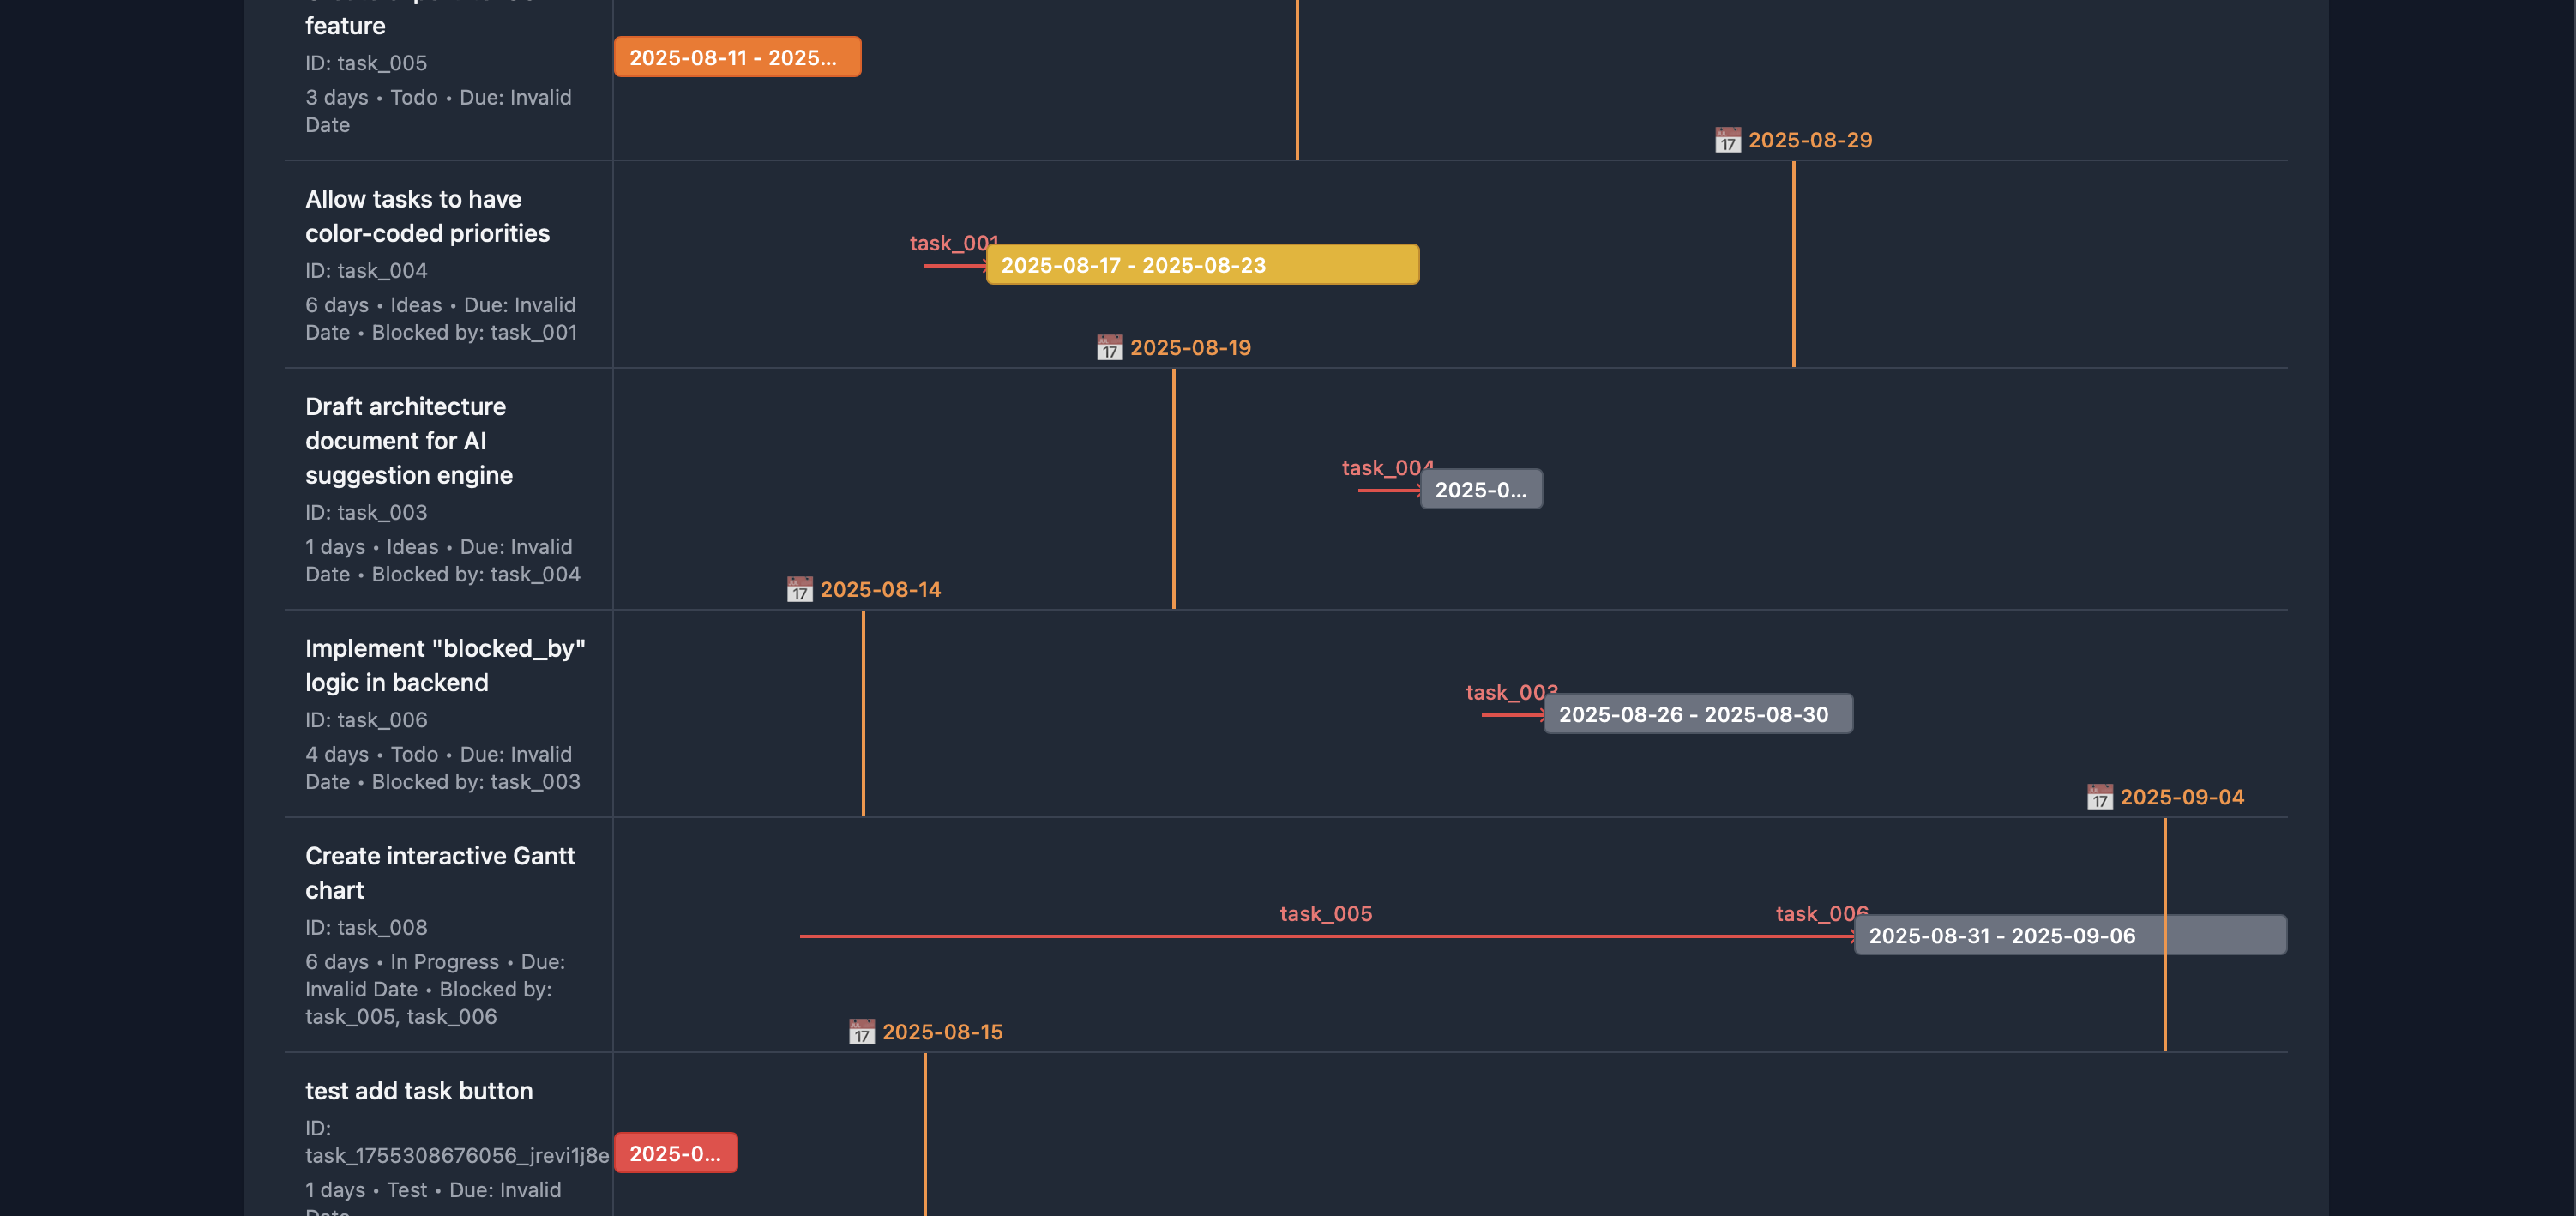 feature
ID: task_005
3 days • Todo • Due: Invalid
Date
2025-08-11 - 2025...
17 2025-08-29
Allow tasks to have
color-coded priorities
ID: task_004
6 days • Ideas • Due: Invalid
Date • Blocked by: task_001
task_001
2025-08-17 - 2025-08-23
17 2025-08-19
Draft architecture
document for AI
suggestion engine
ID: task_003
1 days • Ideas • Due: Invalid
Date • Blocked by: task_004
task_004
2025-0...
17 2025-08-14
Implement "blocked_by"
logic in backend
ID: task_006
4 days • Todo • Due: Invalid
Date • Blocked by: task_003
task_003
2025-08-26 - 2025-08-30
17 2025-09-04
Create interactive Gantt
chart
ID: task_008
6 days • In Progress • Due:
Invalid Date • Blocked by:
task_005, task_006
task_005
task_006
2025-08-31 - 2025-09-06
17 2025-08-15
test add task button
ID:
task_1755308676056_jrevi1j8e
1 days • Test • Due: Invalid
Date
2025-0...